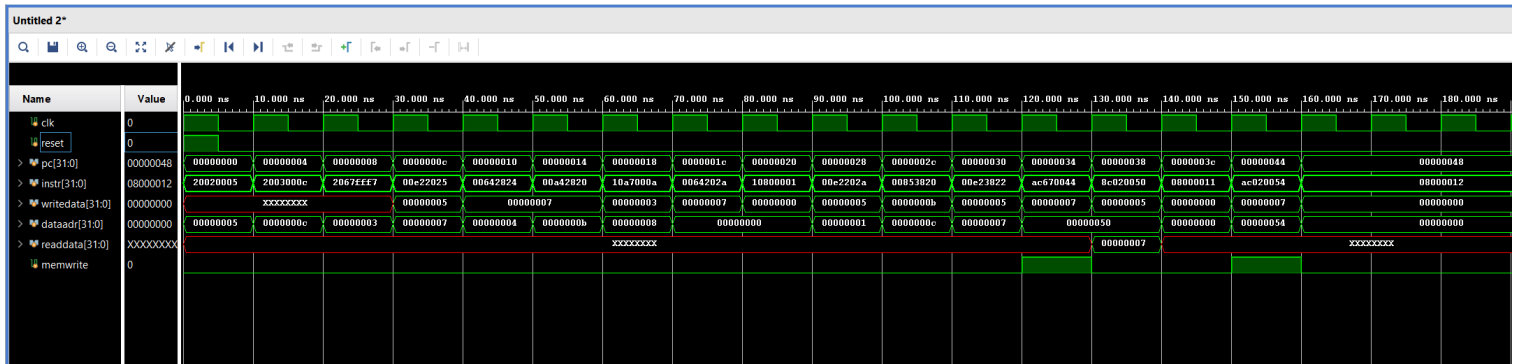 Untitled 2*
Name Value 0.000 ns 10.000 ns 20.000 ns 30.000 ns 40.000 ns 50.000 ns 60.000 ns 70.000 ns 80.000 ns 90.000 ns 100.000 ns 110.000 ns 120.000 ns 130.000 ns 140.000 ns 150.000 ns 160.000 ns 170.000 ns 180.000 ns
clk 0
reset 0
pc[31:0] 00000048 00000000 00000004 00000008 0000000c 00000010 00000014 00000018 0000001c 00000020 00000028 0000002c 00000030 00000034 00000038 0000003c 00000044 00000048
instr[31:0] 08000012 20020005 2003000c 2067fff7 00e22025 00642824 00a42820 10a7000a 0064202a 10800001 00e2202a 00853820 00e23822 ac670044 8c020050 08000011 ac020054 08000012
writedata[31:0] 00000000 XXXXXXXX 00000005 00000007 00000003 00000007 00000000 00000005 0000000b 00000005 00000007 00000005 00000000 00000007 00000000
dataadr[31:0] 00000000 00000005 0000000c 00000003 00000007 00000004 0000000b 00000008 00000000 00000001 0000000c 00000007 00000050 00000000 00000054 00000000
readdata[31:0] XXXXXXXX XXXXXXXX 00000007 XXXXXXXX
memwrite 0